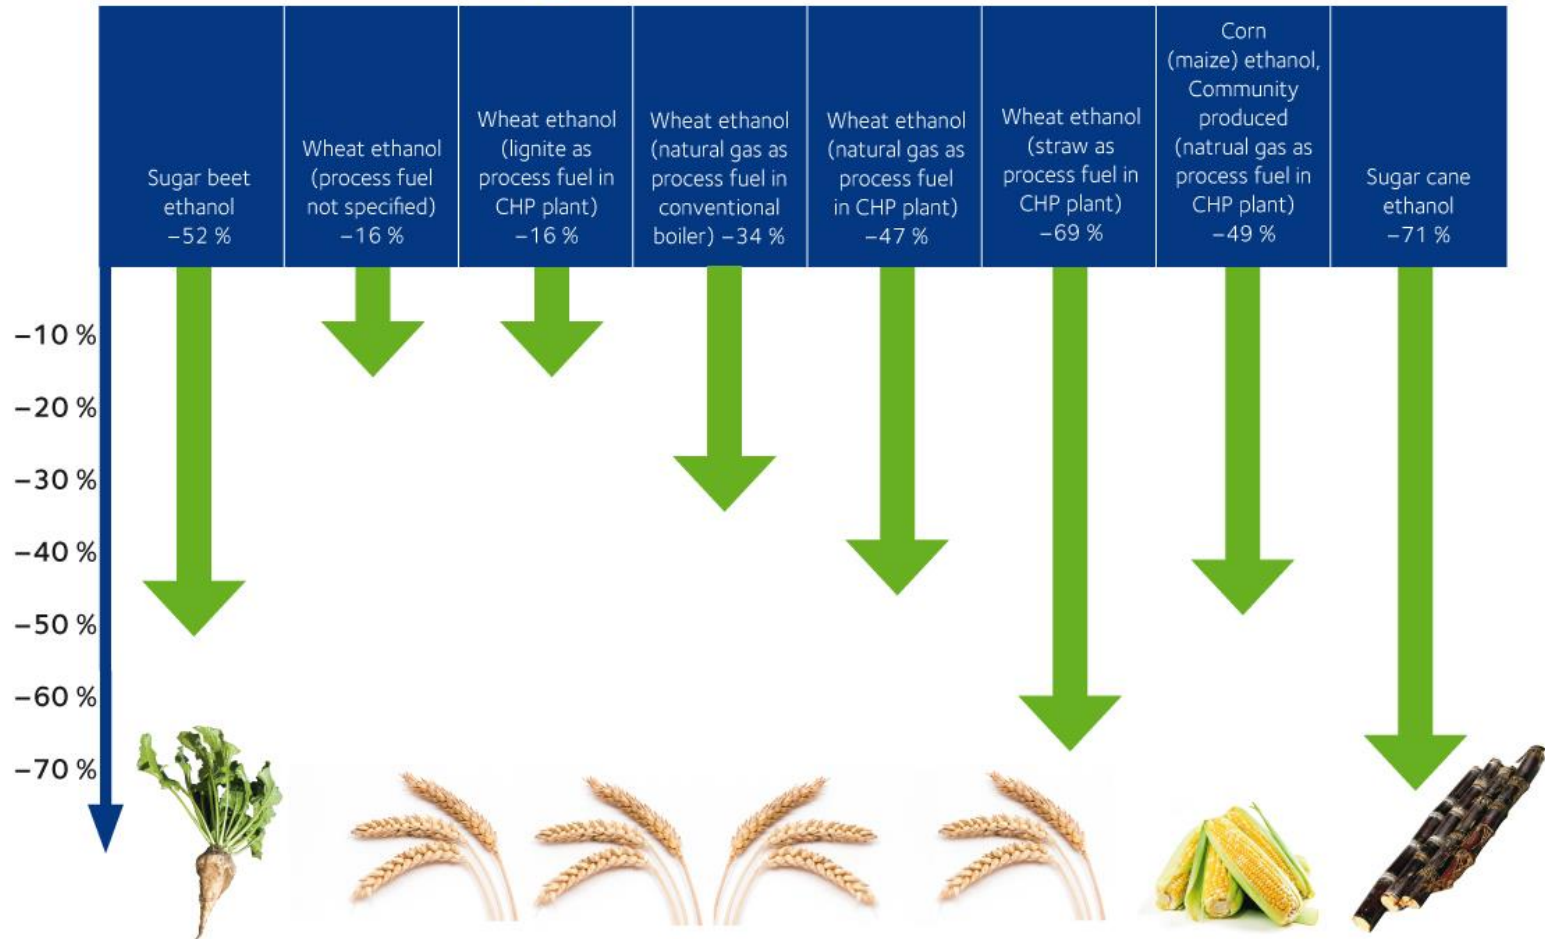 Sugar beet
ethanol
−52 %
Wheat ethanol
(process fuel
not specified)
−16 %
Wheat ethanol
(lignite as
process fuel in
CHP plant)
−16 %
Wheat ethanol
(natural gas as
process fuel in
conventional
boiler) −34 %
Wheat ethanol
(natural gas as
process fuel
in CHP plant)
−47 %
Wheat ethanol
(straw as
process fuel in
CHP plant)
−69 %
Corn
(maize) ethanol,
Community
produced
(natrual gas as
process fuel in
CHP plant)
−49 %
Sugar cane
ethanol
−71 %
−10 %
−20 %
−30 %
−40 %
−50 %
−60 %
−70 %